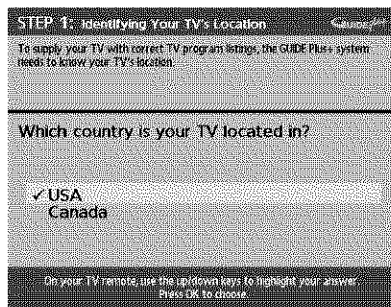 STEP 1: Identifying Your TV's Location
To supply your TV with correct TV program listings, the GUIDE Plus+ system
needs to know your TV's location.
Which country is your TV located in?
✓ USA
Canada
On your TV remote, use the up/down keys to highlight your answer.
Press OK to choose.